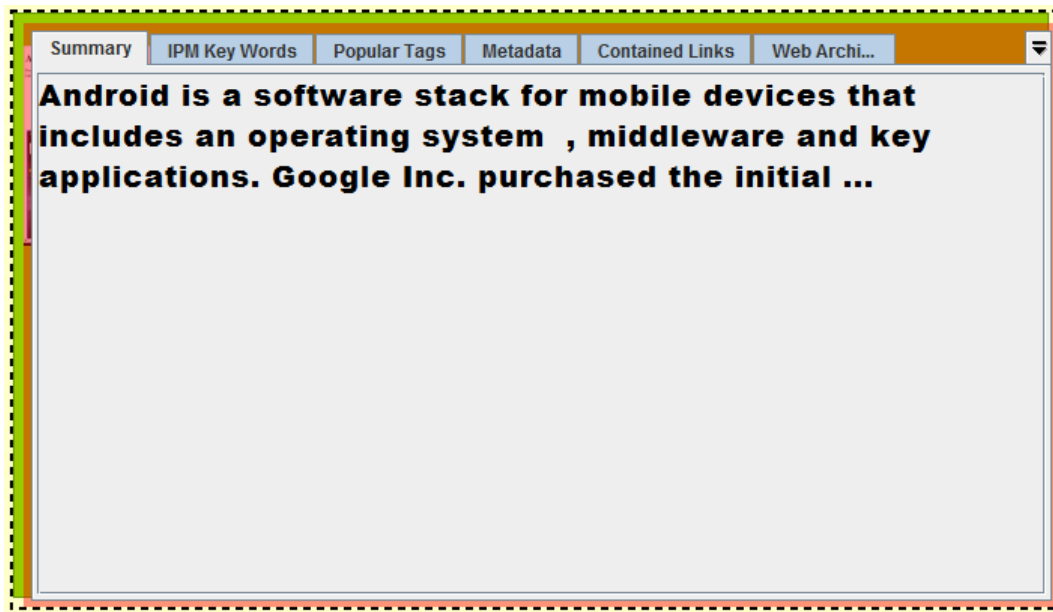 Summary IPM Key Words Popular Tags Metadata Contained Links Web Archi...
Android is a software stack for mobile devices that
includes an operating system , middleware and key
applications. Google Inc. purchased the initial ...